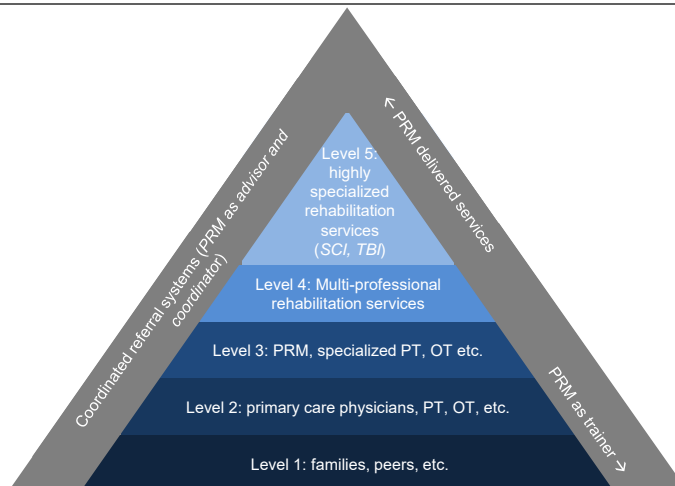 Level 5:
highly
specialized
rehabilitation
services
(SCI, TBI)
Level 4: Multi-professional
rehabilitation services
Level 3: PRM, specialized PT, OT etc.
Level 2: primary care physicians, PT, OT, etc.
Level 1: families, peers, etc.
Coordinated referral systems (PRM as advisor and
coordinator)
← PRM delivered services
PRM as trainer →